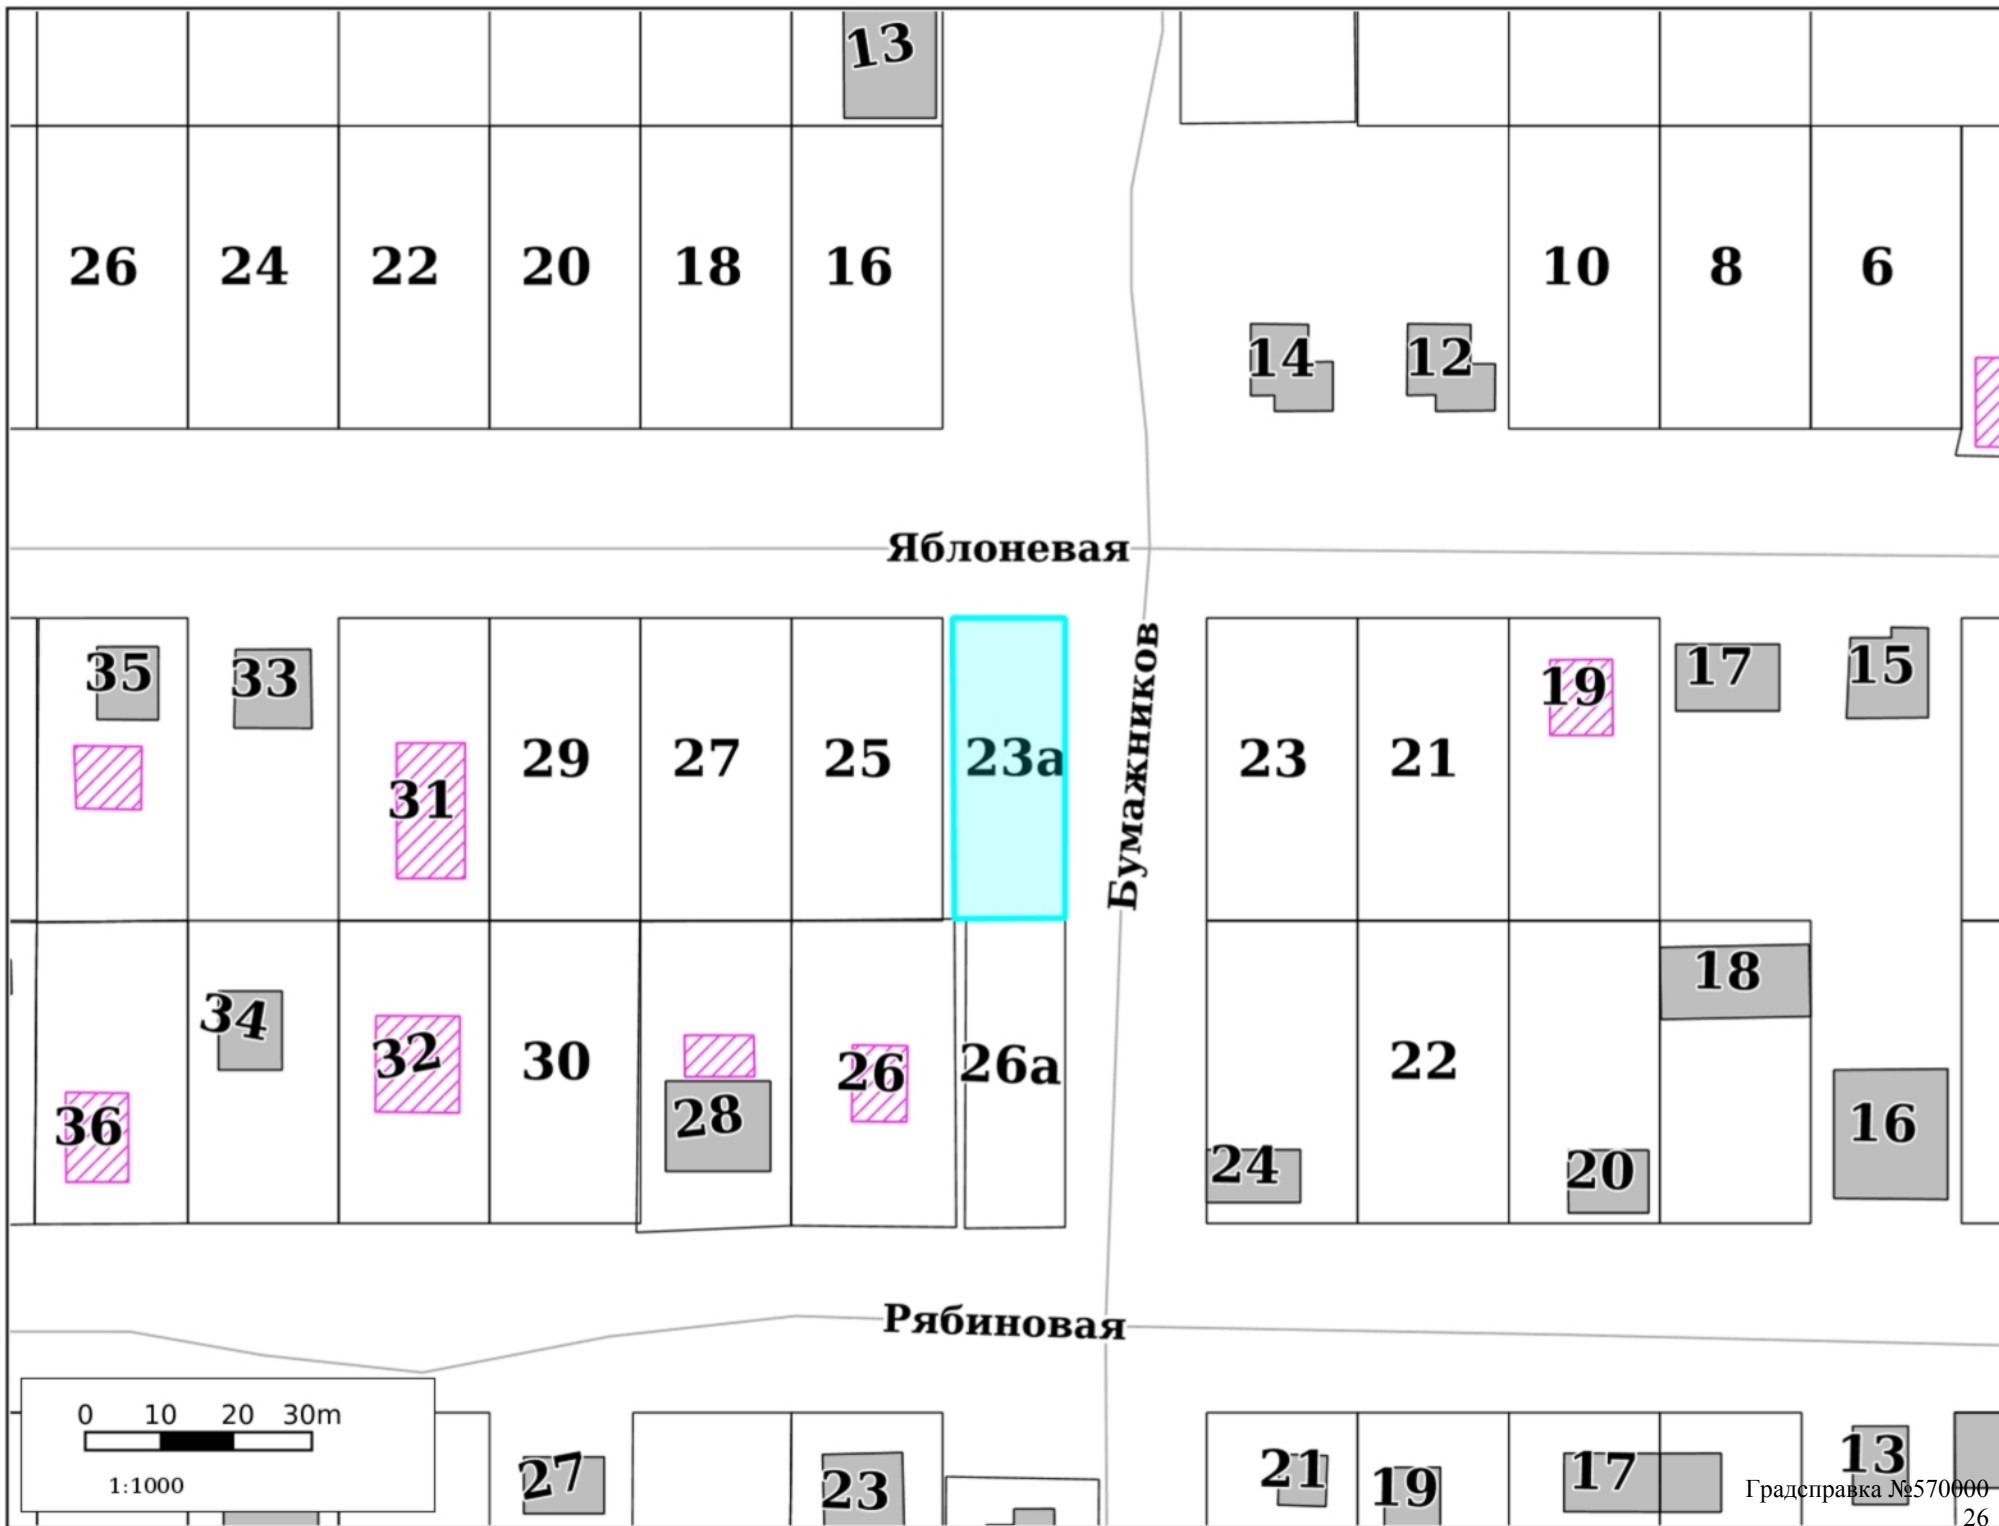 13
26 24 22 20 18 16 10 8 6
14 12
Яблоневая
35 33 19 17 15
31 29 27 25 23а 23 21
Бумажников
34 18
36 32 30 28 26 26а 22 16
24 20
Рябиновая
0 10 20 30m
1:1000
27 23 21 19 17 13
Градсправка №570000
26